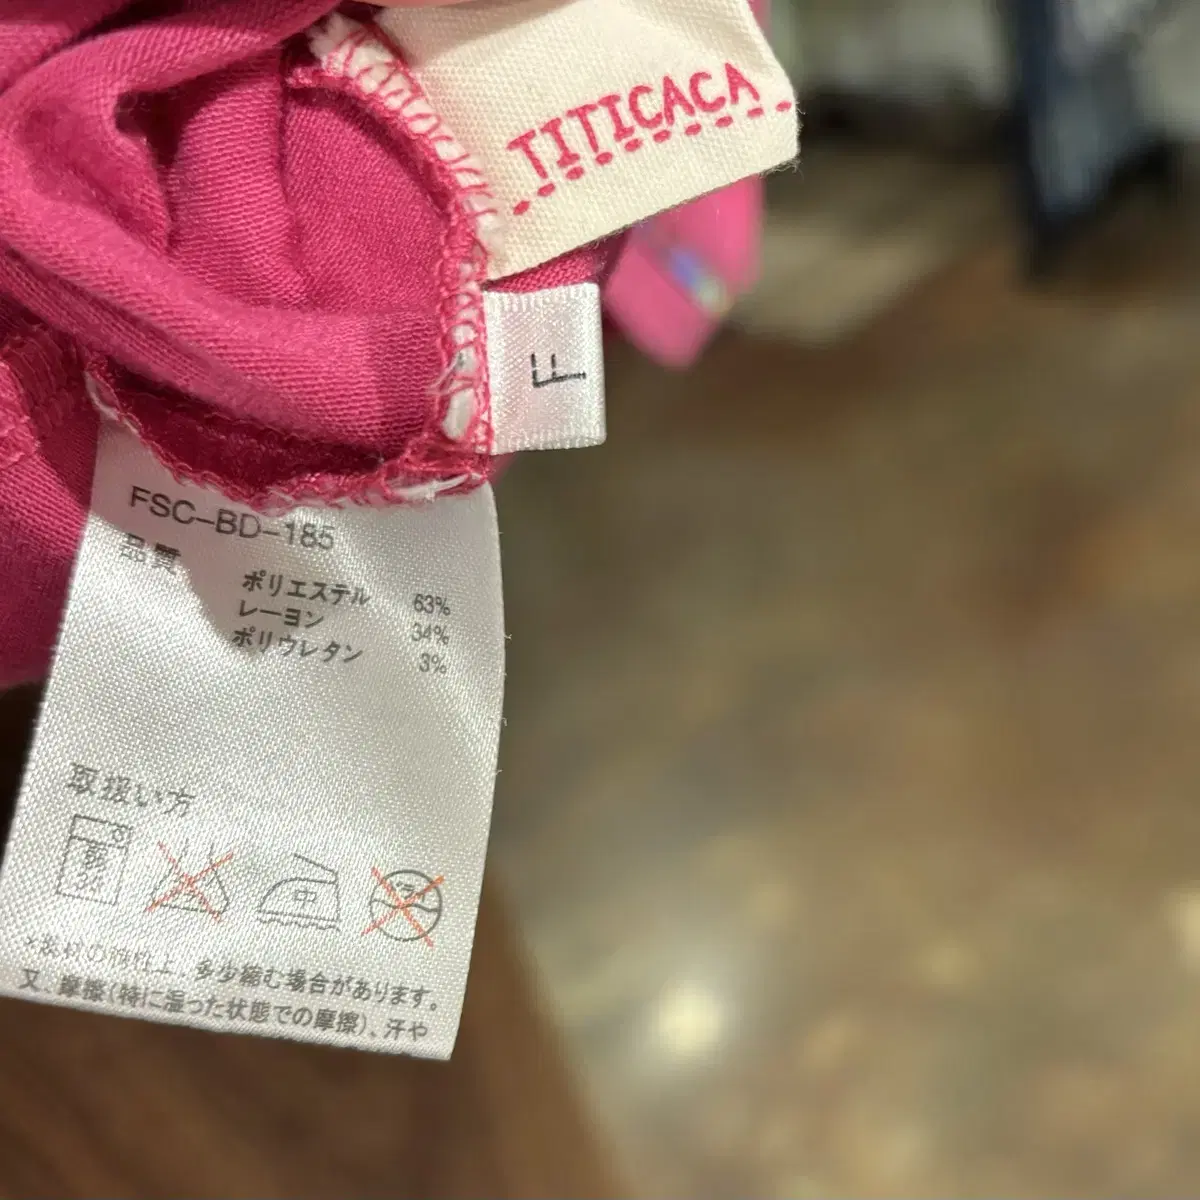 TITICACA
F
FSC-BD-185
品質
ポリエステル 63%
レーヨン 34%
ポリウレタン 3%
取扱い方
中
ドライ
*素材の特性上、多少縮む場合があります。
又、摩擦(特に湿った状態での摩擦)、汗や